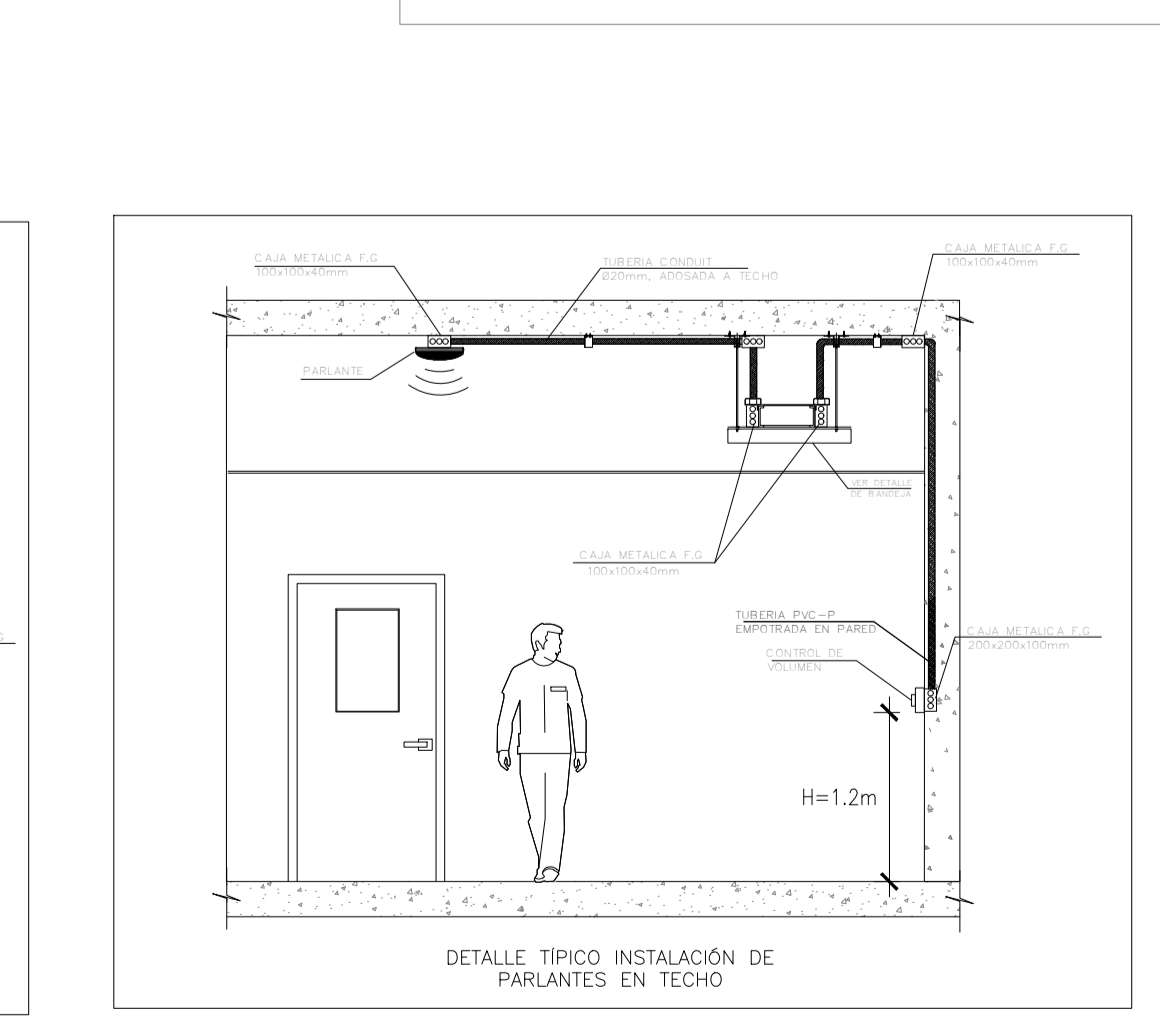 CAJA METALICA F.G
100x100x40mm
TUBERIA CONDUIT
Ø20mm, ADOSADA A TECHO
CAJA METALICA F.G
100x100x40mm
PARLANTE
VER DETALLE
DE BANDEJA
CAJA METALICA F.G
100x100x40mm
TUBERIA PVC-P
EMPOTRADA EN PARED
CONTROL DE
VOLUMEN
CAJA METALICA F.G
200x200x100mm
H=1.2m
DETALLE TÍPICO INSTALACIÓN DE
PARLANTES EN TECHO